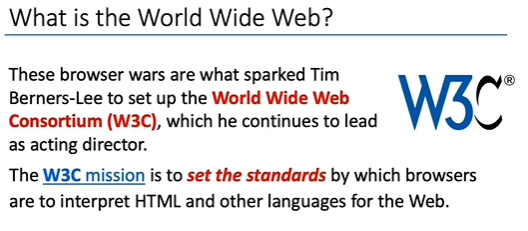 What is the World Wide Web?
These browser wars are what sparked Tim
Berners-Lee to set up the World Wide Web
Consortium (W3C), which he continues to lead
as acting director.
W3C®
The W3C mission is to set the standards by which browsers
are to interpret HTML and other languages for the Web.